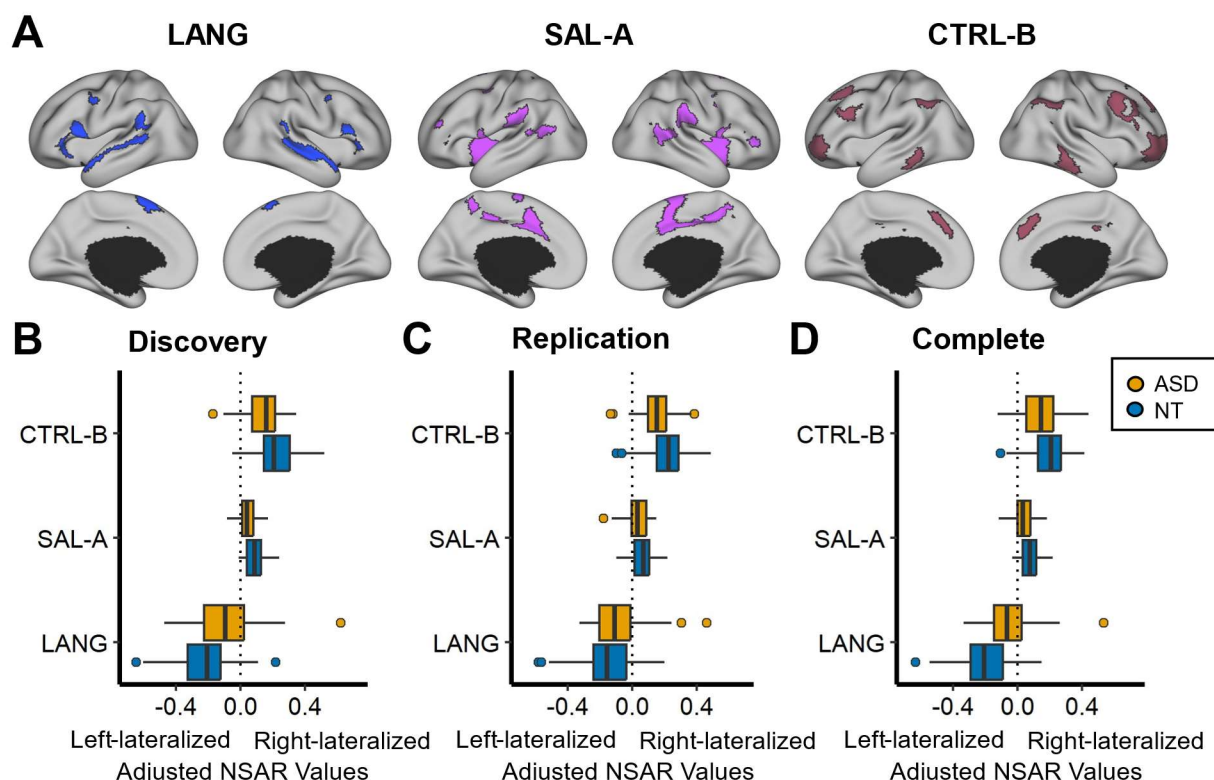 A
LANG
SAL-A
CTRL-B
B
Discovery
CTRL-B
SAL-A
LANG
-0.4
0.0
0.4
Left-lateralized
Right-lateralized
Adjusted NSAR Values
C
Replication
CTRL-B
SAL-A
LANG
-0.4
0.0
0.4
Left-lateralized
Right-lateralized
Adjusted NSAR Values
D
Complete
CTRL-B
SAL-A
LANG
-0.4
0.0
0.4
Left-lateralized
Right-lateralized
Adjusted NSAR Values
ASD
NT